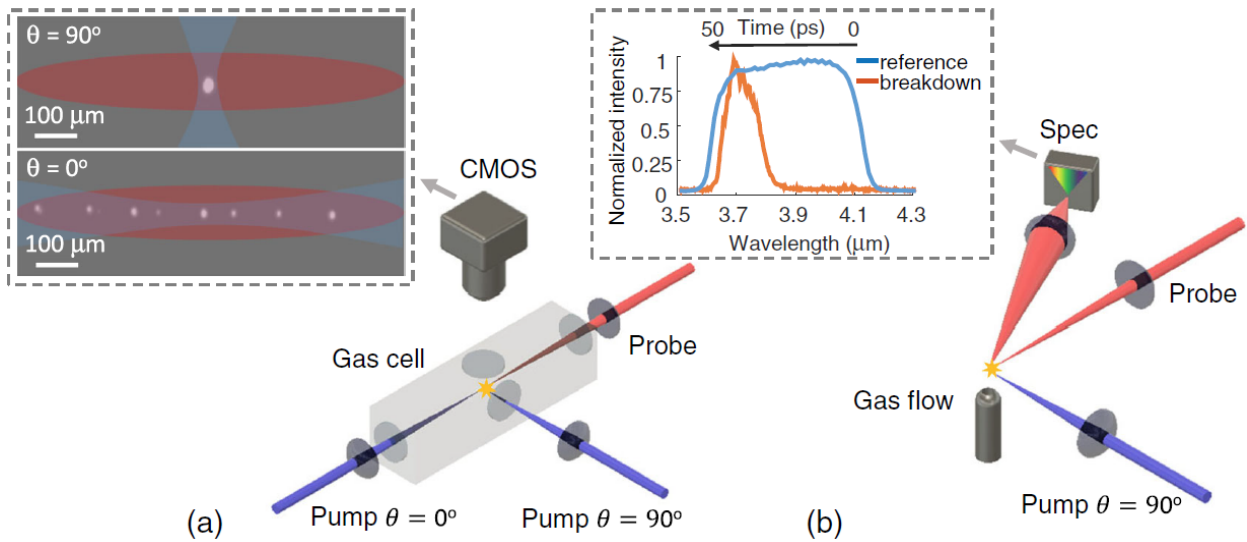 θ = 90º
100 µm
θ = 0º
100 µm
CMOS
Gas cell
Probe
Pump θ = 0º
Pump θ = 90º
(a)
50 Time (ps) 0
reference
breakdown
Normalized intensity
1
0.75
0.5
0.25
0
3.5 3.7 3.9 4.1 4.3
Wavelength (µm)
Spec
Probe
Gas flow
Pump θ = 90º
(b)